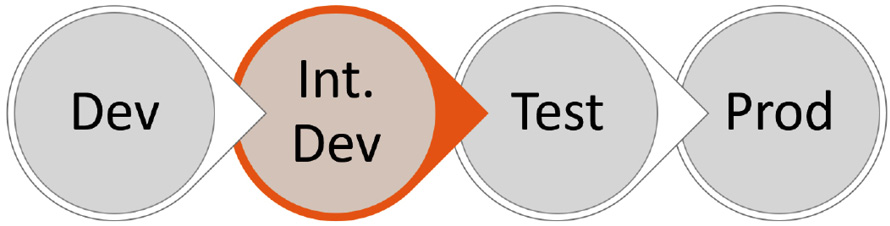 Dev
Int.
Dev
Test
Prod